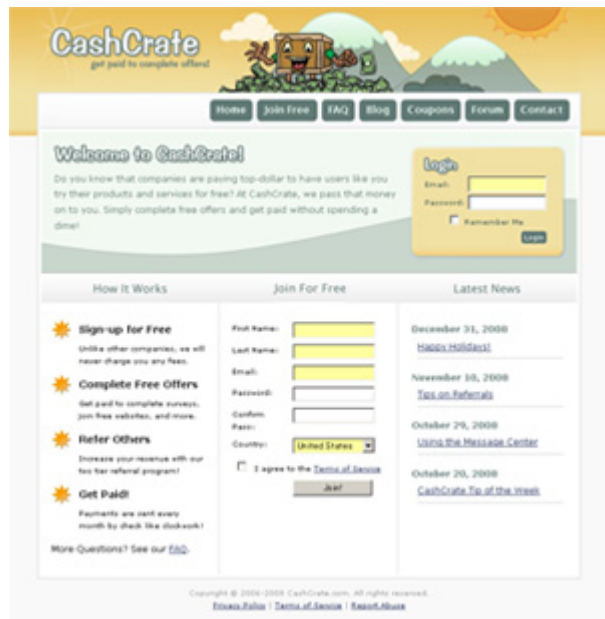 CashCrate
get paid to complete offers!
Home Join Free FAQ Blog Coupons Forum Contact
Welcome to CashCrate!
Do you know that companies are paying top-dollar to have users like you
try their products and services for free? At CashCrate, we pass that money
on to you. Simply complete free offers and get paid without spending a
dime!
Login
Email:
Password:
Remember Me
Login
How It Works
Sign-up for Free
Unlike other companies, we will
never charge you any fees.
Complete Free Offers
Get paid to complete surveys,
join free websites, and more.
Refer Others
Increase your revenue with our
two tier referral program!
Get Paid!
Payments are sent every
month by check like clockwork!
More Questions? See our FAQ.
Join For Free
First Name:
Last Name:
Email:
Password:
Confirm
Pass:
Country: United States
I agree to the Terms of Service
Join!
Latest News
December 31, 2008
Happy Holidays!
November 10, 2008
Tips on Referrals
October 29, 2008
Using the Message Center
October 20, 2008
CashCrate Tip of the Week
Copyright © 2006-2008 CashCrate.com. All rights reserved.
Privacy Policy | Terms of Service | Report Abuse